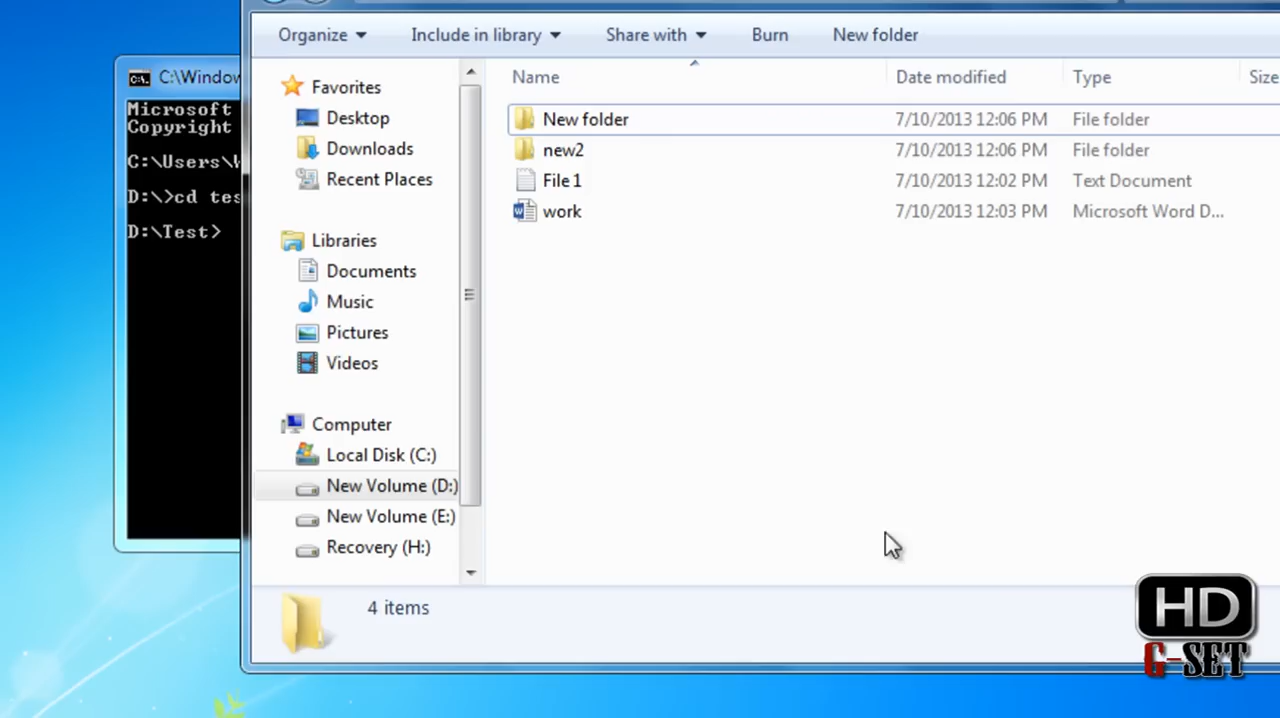 Organize Include in library Share with Burn New folder
C:\Windo
Microsoft
Copyright
C:\Users\
D:\>cd tes
D:\Test>
Favorites
Desktop
Downloads
Recent Places
Libraries
Documents
Music
Pictures
Videos
Computer
Local Disk (C:)
New Volume (D:)
New Volume (E:)
Recovery (H:)
Name Date modified Type Size
New folder 7/10/2013 12:06 PM File folder
new2 7/10/2013 12:06 PM File folder
File 1 7/10/2013 12:02 PM Text Document
work 7/10/2013 12:03 PM Microsoft Word D...
4 items
HD
G-SET